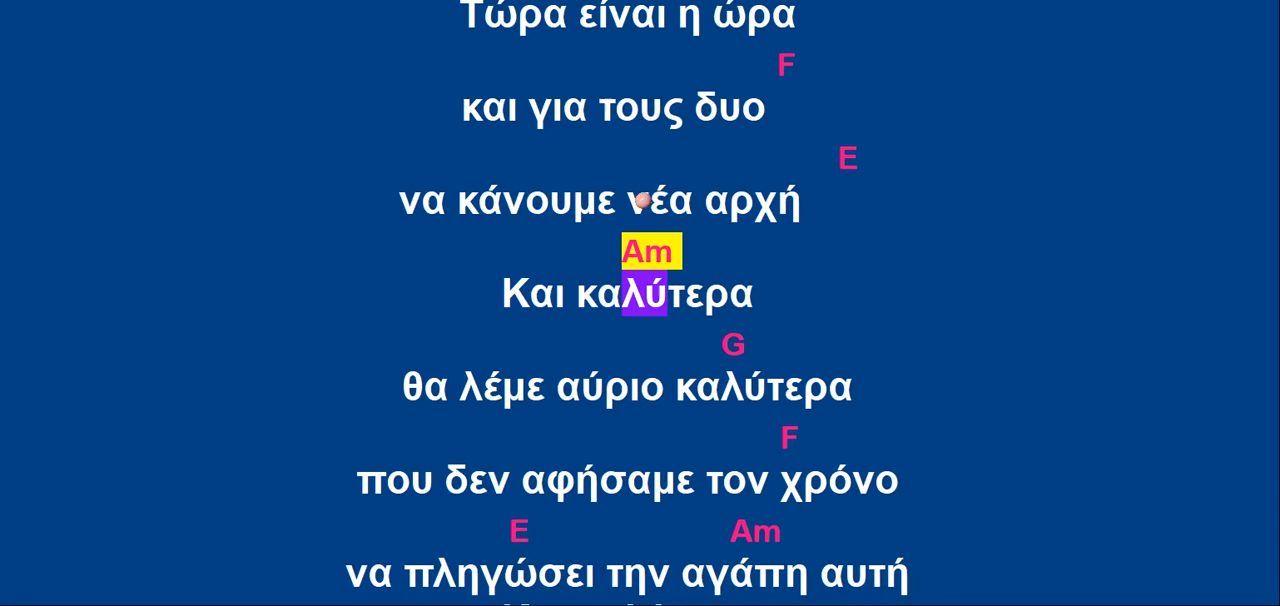 Τώρα είναι η ώρα
F
και για τους δυο
E
να κάνουμε νέα αρχή
Am
Και καλύτερα
G
θα λέμε αύριο καλύτερα
F
που δεν αφήσαμε τον χρόνο
E Am
να πληγώσει την αγάπη αυτή